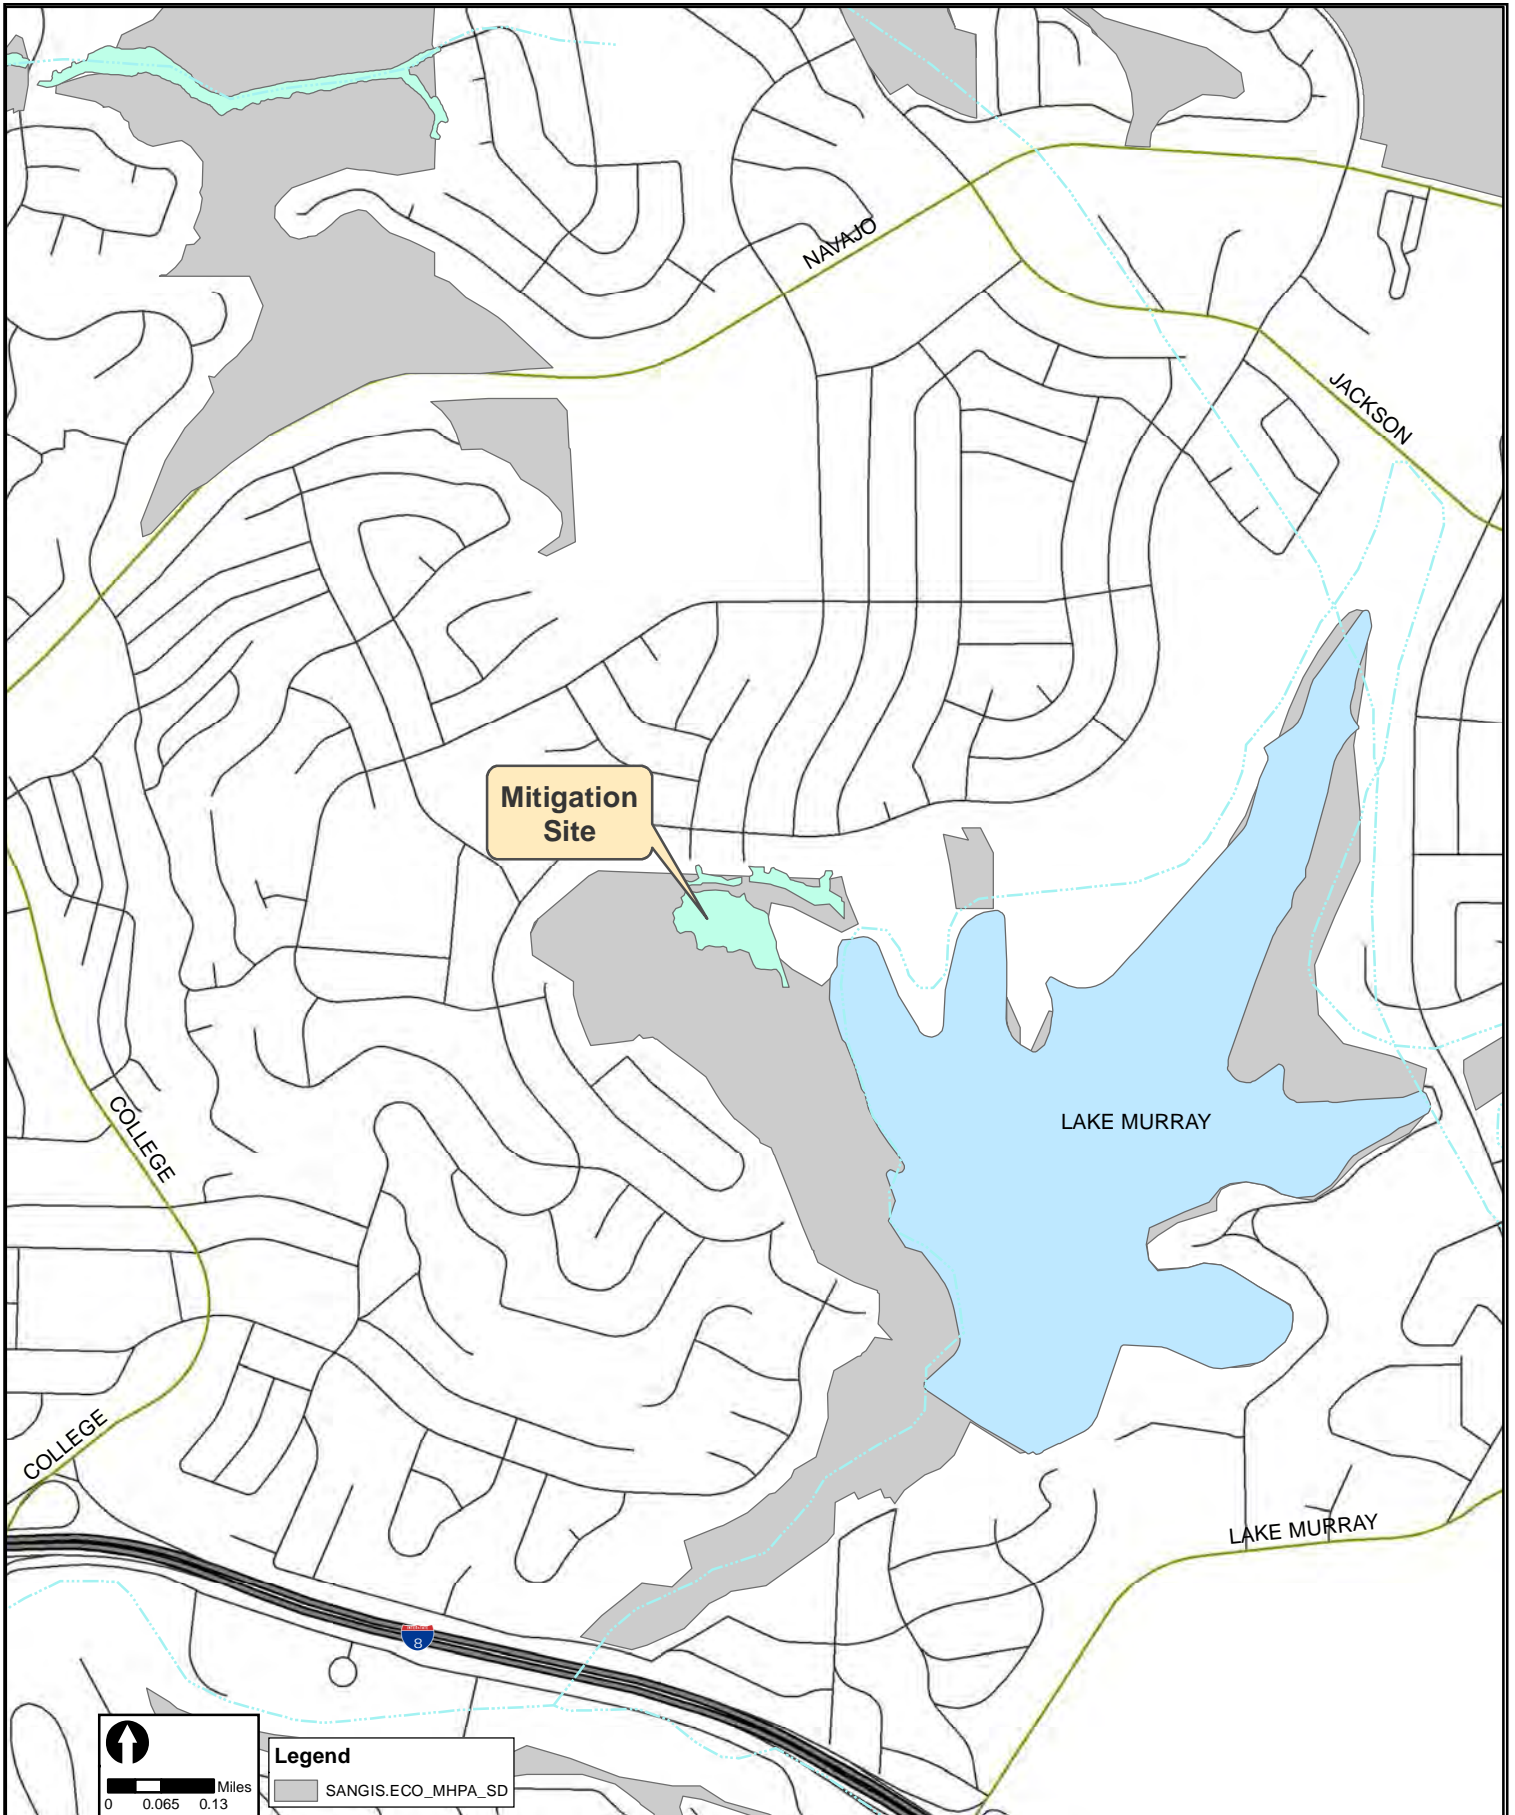 NAVAJO
JACKSON
Mitigation
Site
COLLEGE
LAKE MURRAY
COLLEGE
LAKE MURRAY
INTERSTATE
8
Miles
0 0.065 0.13
Legend
SANGIS.ECO_MHPA_SD